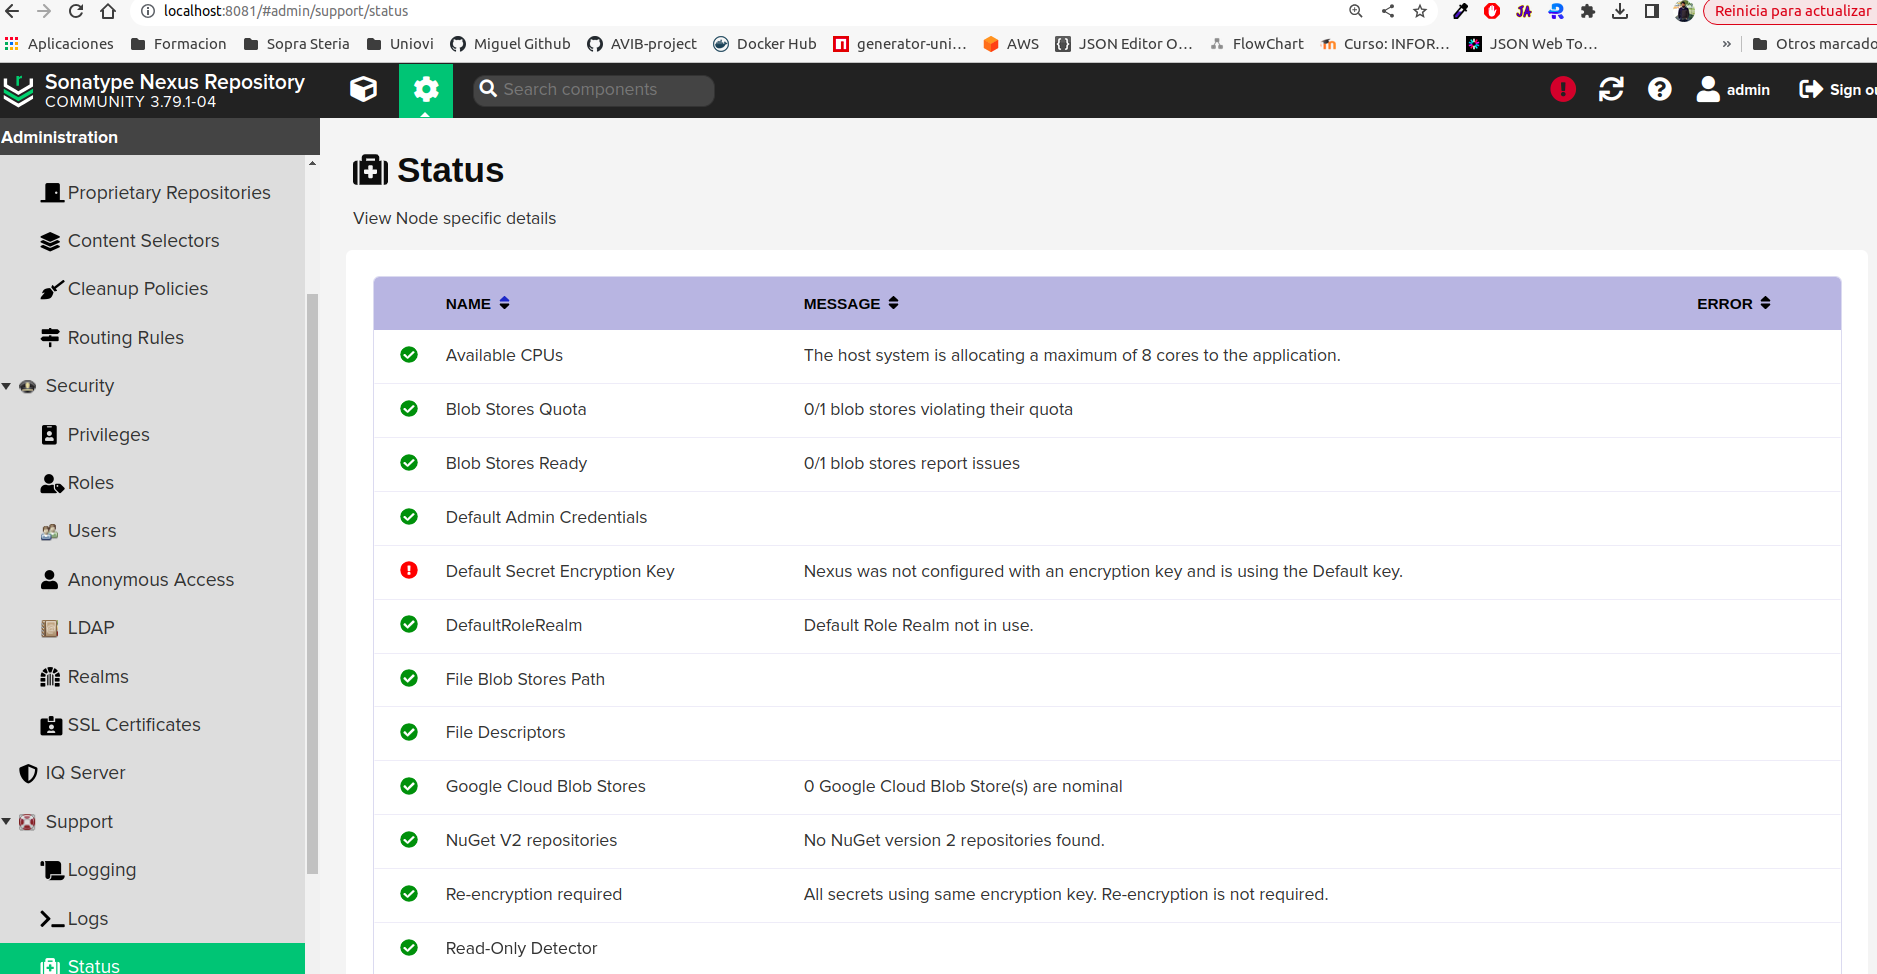 localhost:8081/#admin/support/status
Reinicia para actualizar
Aplicaciones Formacion Sopra Steria Uniovi Miguel Github AVIB-project Docker Hub generator-uni... AWS JSON Editor O... FlowChart Curso: INFOR... JSON Web To... » Otros marcado
Sonatype Nexus Repository
COMMUNITY 3.79.1-04
Search components
admin
Sign ou
Administration
Proprietary Repositories
Content Selectors
Cleanup Policies
Routing Rules
Security
Privileges
Roles
Users
Anonymous Access
LDAP
Realms
SSL Certificates
IQ Server
Support
Logging
Logs
Status
Status
View Node specific details
NAME MESSAGE ERROR
Available CPUs The host system is allocating a maximum of 8 cores to the application.
Blob Stores Quota 0/1 blob stores violating their quota
Blob Stores Ready 0/1 blob stores report issues
Default Admin Credentials
Default Secret Encryption Key Nexus was not configured with an encryption key and is using the Default key.
DefaultRoleRealm Default Role Realm not in use.
File Blob Stores Path
File Descriptors
Google Cloud Blob Stores 0 Google Cloud Blob Store(s) are nominal
NuGet V2 repositories No NuGet version 2 repositories found.
Re-encryption required All secrets using same encryption key. Re-encryption is not required.
Read-Only Detector